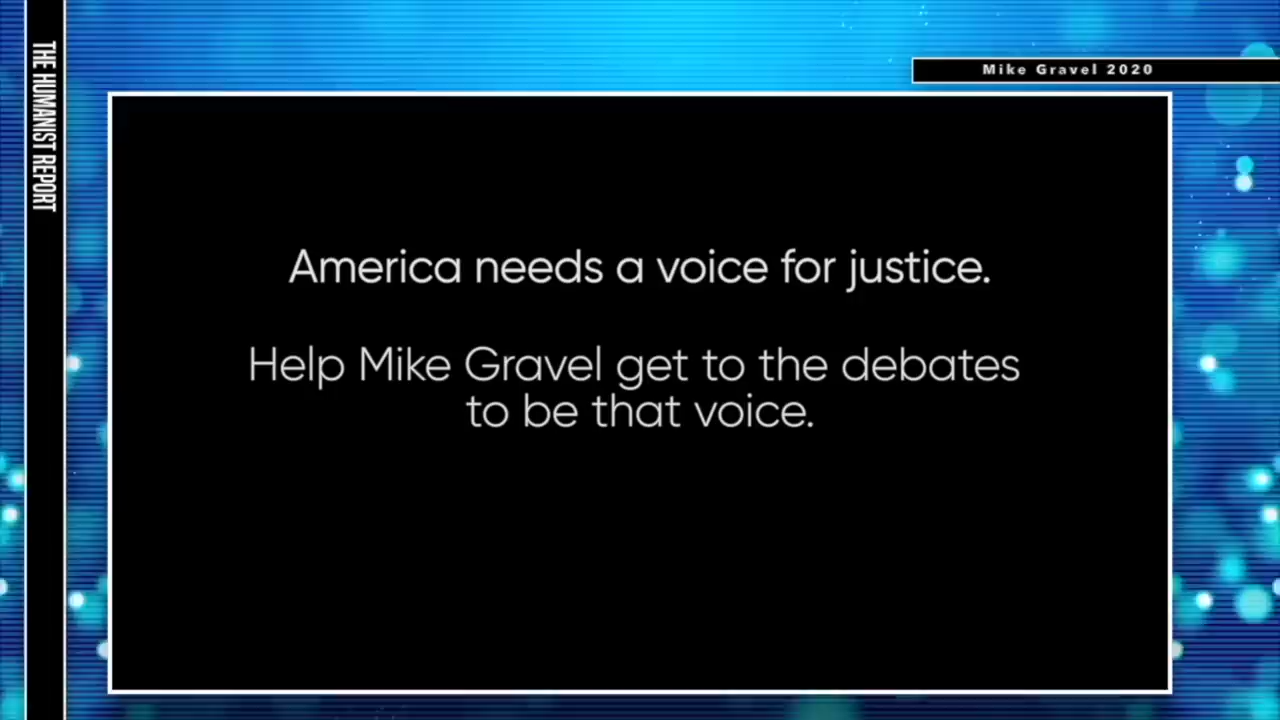 THE HUMANIST REPORT
Mike Gravel 2020
America needs a voice for justice.
Help Mike Gravel get to the debates
to be that voice.